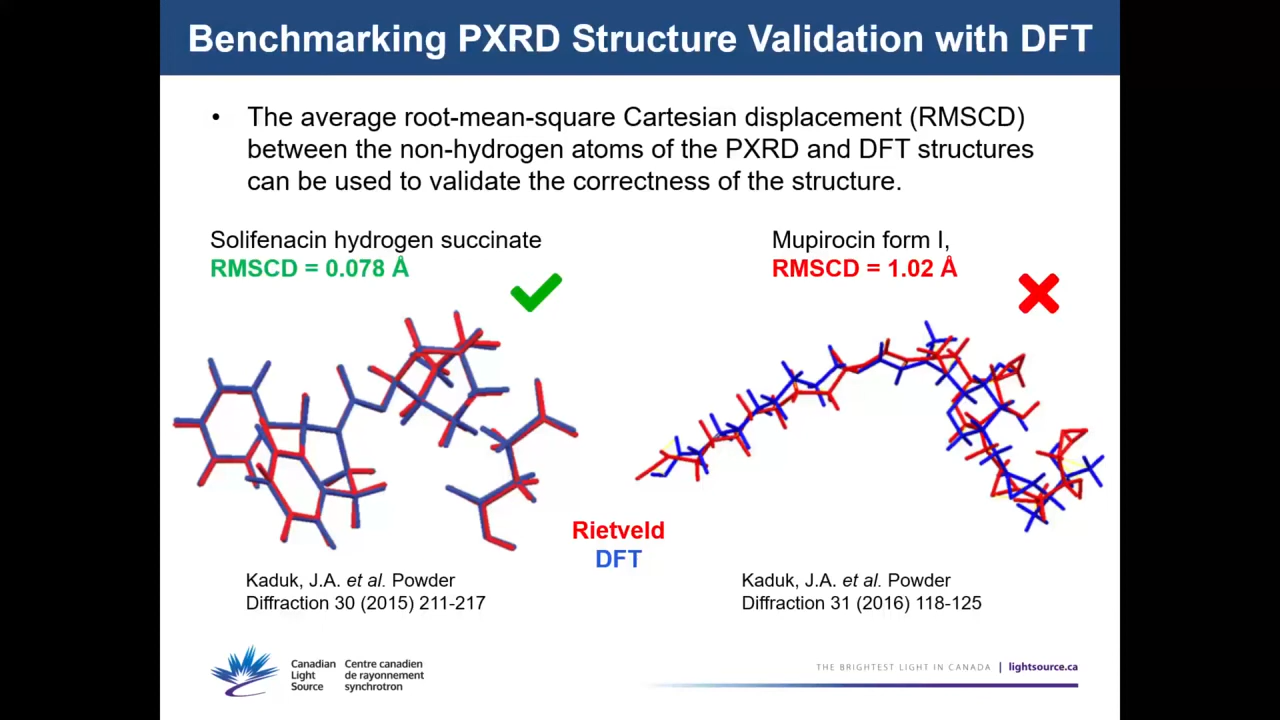 Benchmarking PXRD Structure Validation with DFT
• The average root-mean-square Cartesian displacement (RMSCD)
between the non-hydrogen atoms of the PXRD and DFT structures
can be used to validate the correctness of the structure.
Solifenacin hydrogen succinate
RMSCD = 0.078 Å
Mupirocin form I,
RMSCD = 1.02 Å
Rietveld
DFT
Kaduk, J.A. et al. Powder
Diffraction 30 (2015) 211-217
Kaduk, J.A. et al. Powder
Diffraction 31 (2016) 118-125
Canadian
Light
Source
Centre canadien
de rayonnement
synchrotron
THE BRIGHTEST LIGHT IN CANADA | lightsource.ca